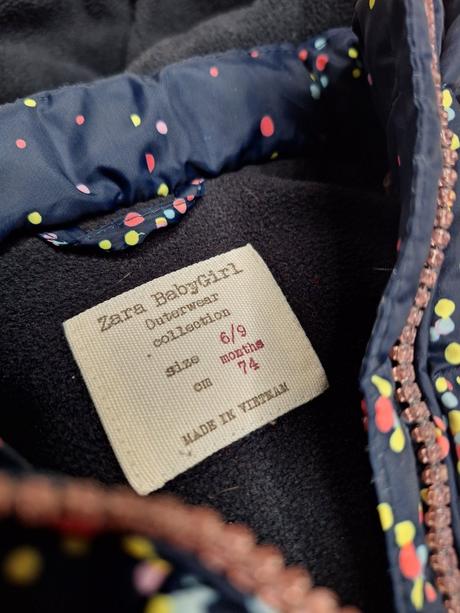 Zara BabyGirl
Outerwear
collection
size 6/9 months
cm 74
MADE IN VIETNAM